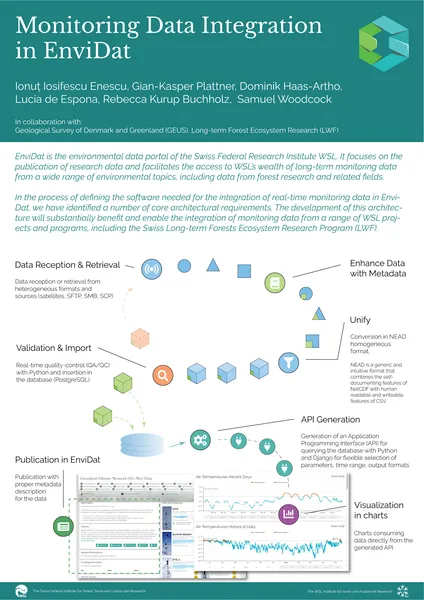 Monitoring Data Integration
in EnviDat
Ionuț Iosifescu Enescu, Gian-Kasper Plattner, Dominik Haas-Artho,
Lucia de Espona, Rebecca Kurup Buchholz, Samuel Woodcock
In collaboration with
Geological Survey of Denmark and Greenland (GEUS), Long-term Forest Ecosystem Research (LWF)
EnviDat is the environmental data portal of the Swiss Federal Research Institute WSL. It focuses on the
publication of research data and facilitates the access to WSL's wealth of long-term monitoring data
from a wide range of environmental topics, including data from forest research and related fields.
In the process of defining the software needed for the integration of real-time monitoring data in Envi-
Dat, we have identified a number of core architectural requirements. The development of this architec-
ture will substantially benefit and enable the integration of monitoring data from a range of WSL proj-
ects and programs, including the Swiss Long-term Forests Ecosystem Research Program (LWF).
Data Reception & Retrieval
Data reception or retrieval from
heterogeneous formats and
sources (satellites, SFTP, SMB, SCP)
Enhance Data
with Metadata
Unify
Conversion in NEAD
homogeneous
format.
NEAD is a generic and
intuitive format that
combines the self-
documenting features of
NetCDF with human
readable and writeable
features of CSV
Validation & Import
Real-time quality-control (QA/QC)
with Python and insertion in
the database (PostgreSQL)
API Generation
Generation of an Application
Programming interface (API) for
querying the database with Python
and Django for flexible selection of
parameters, time range, output formats
Publication in EnviDat
Publication with
proper metadata
description
for the data
Air Temperatures Recent Days
Air Temperatures Historical Data
Visualization
in charts
Charts consuming
data directly from the
generated API
The Swiss Federal Institute for Forest, Snow and Landscape Research
The WSL Institute for Snow and Avalanche Research